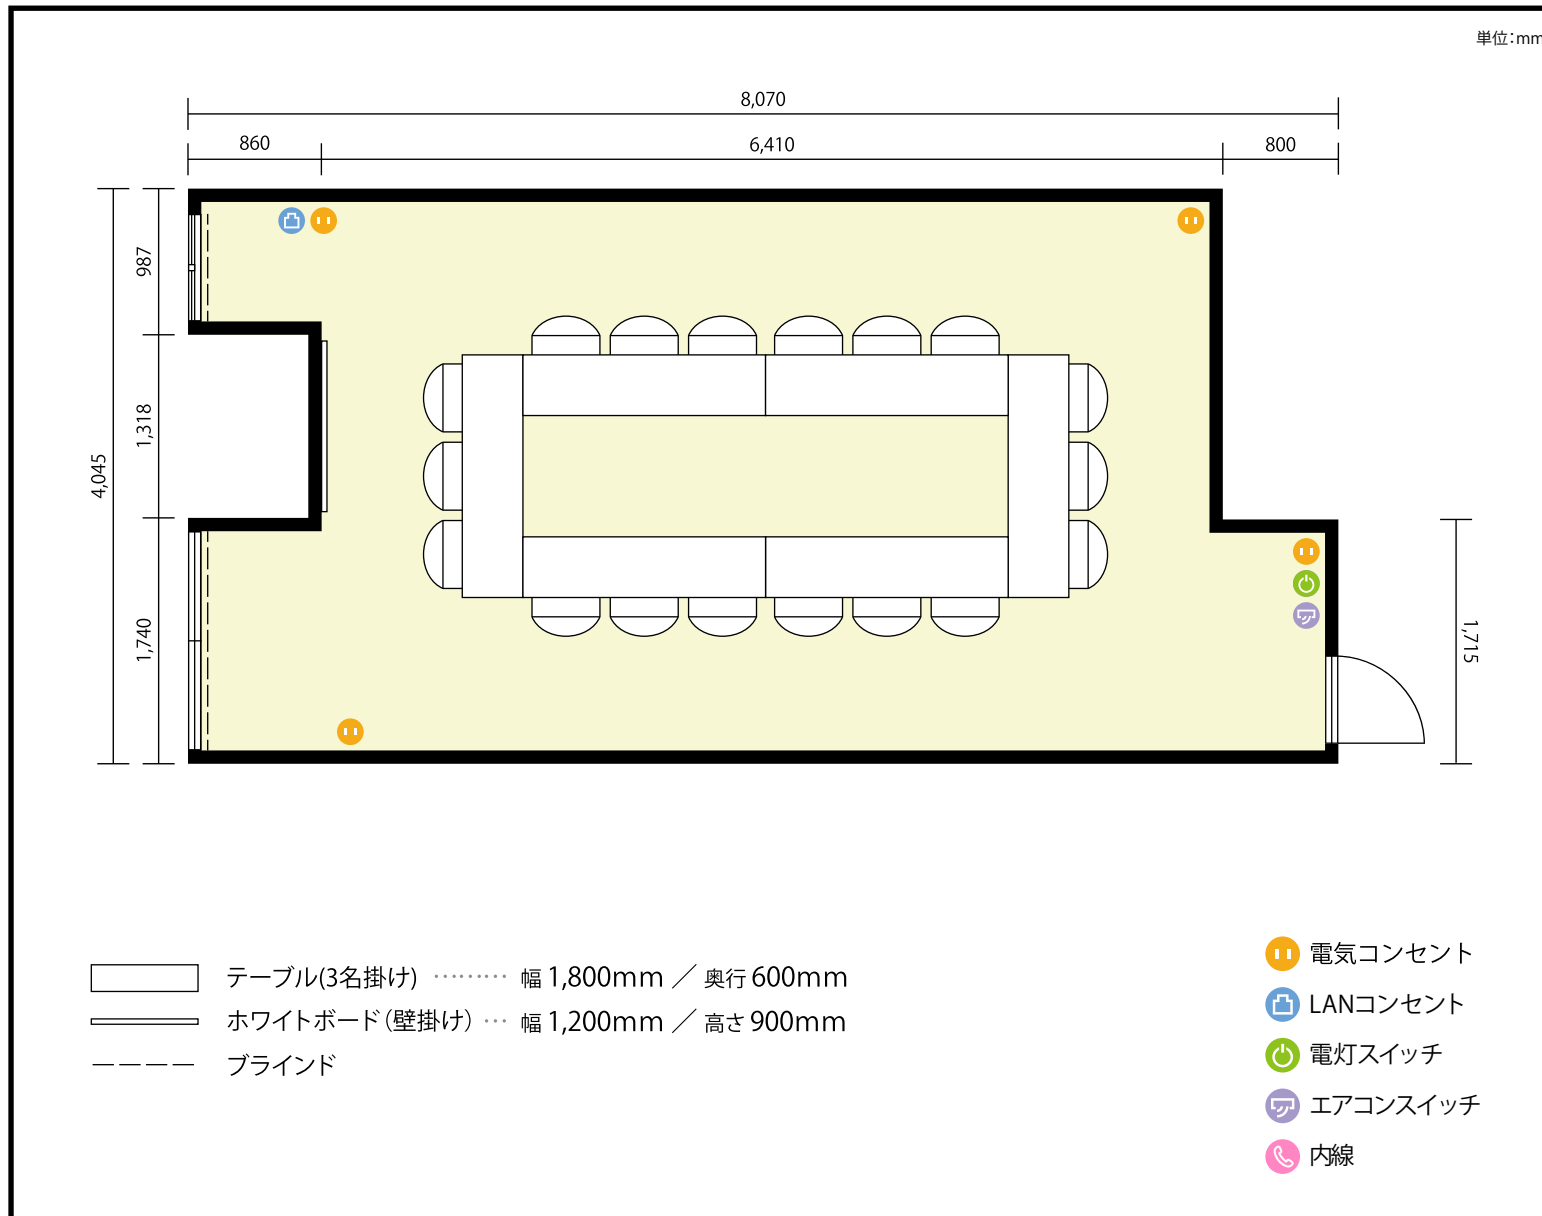 単位：mm
8,070
860
6,410
800
987
1,318
4,045
1,740
1,715
テーブル(3名掛け) ……… 幅 1,800mm ／ 奥行 600mm
ホワイトボード（壁掛け） … 幅 1,200mm ／ 高さ 900mm
ブラインド
電気コンセント
LANコンセント
電灯スイッチ
エアコンスイッチ
内線